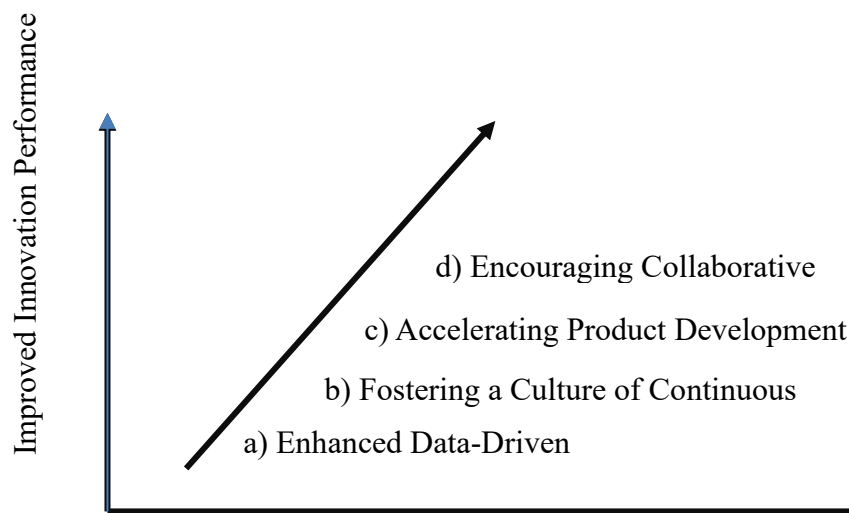 Improved Innovation Performance
d) Encouraging Collaborative
c) Accelerating Product Development
b) Fostering a Culture of Continuous
a) Enhanced Data-Driven